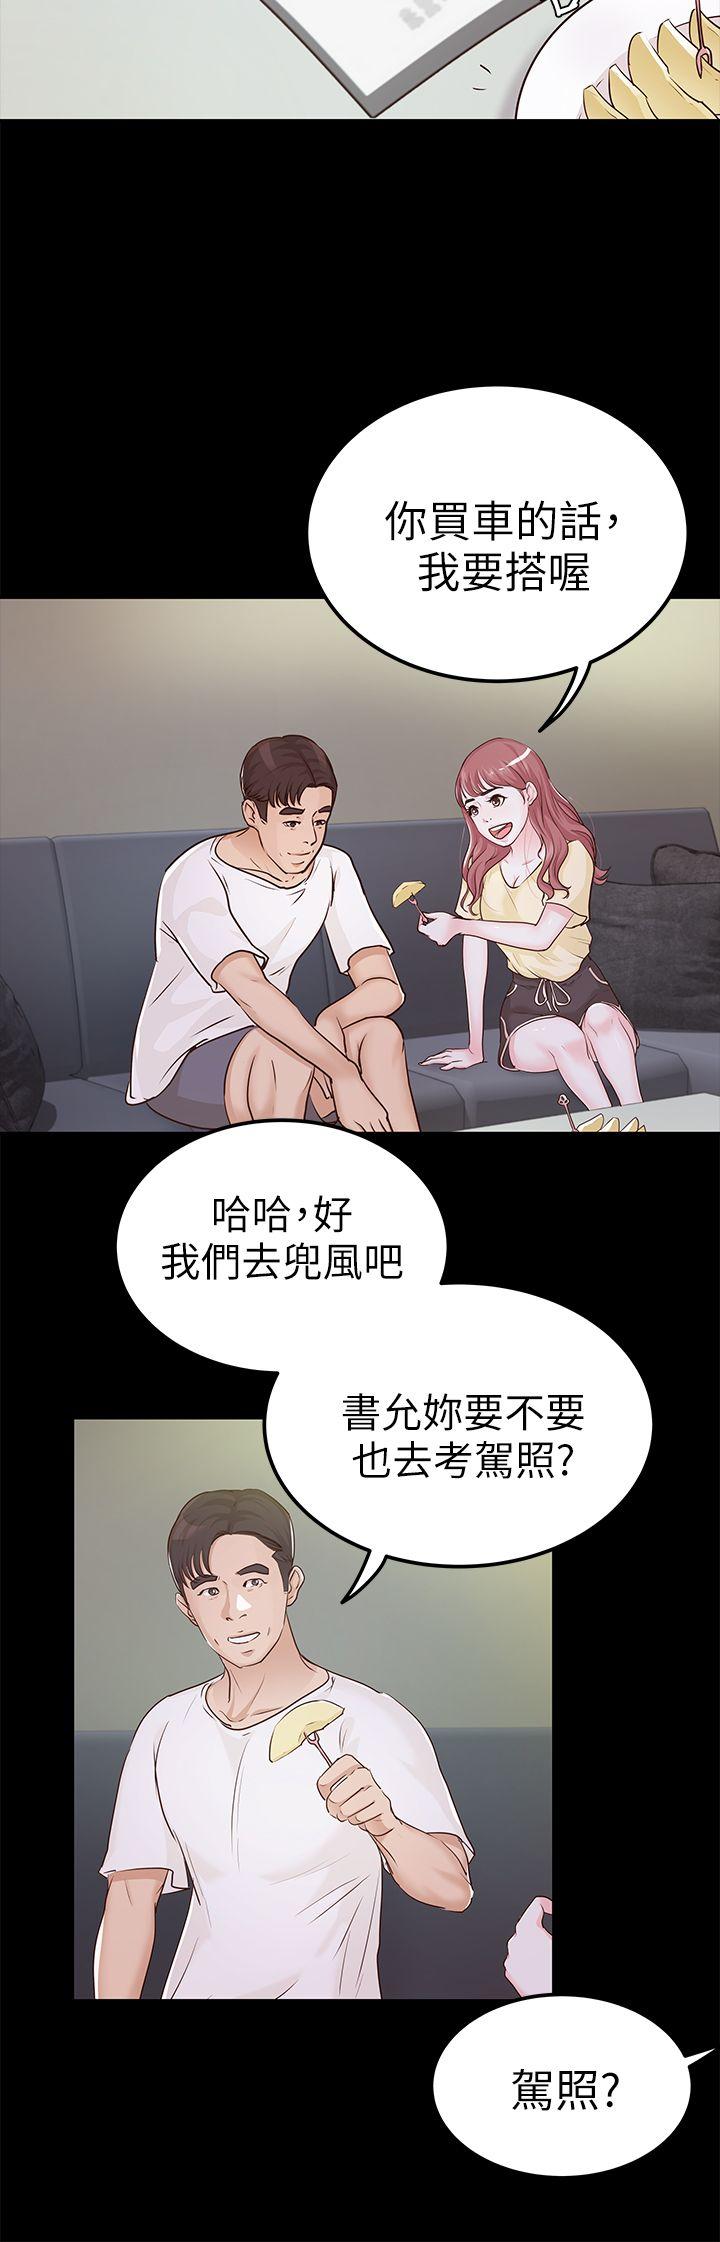 你買車的話，
我要搭喔
哈哈，好
我們去兜風吧
書允妳要不要
也去考駕照？
駕照？